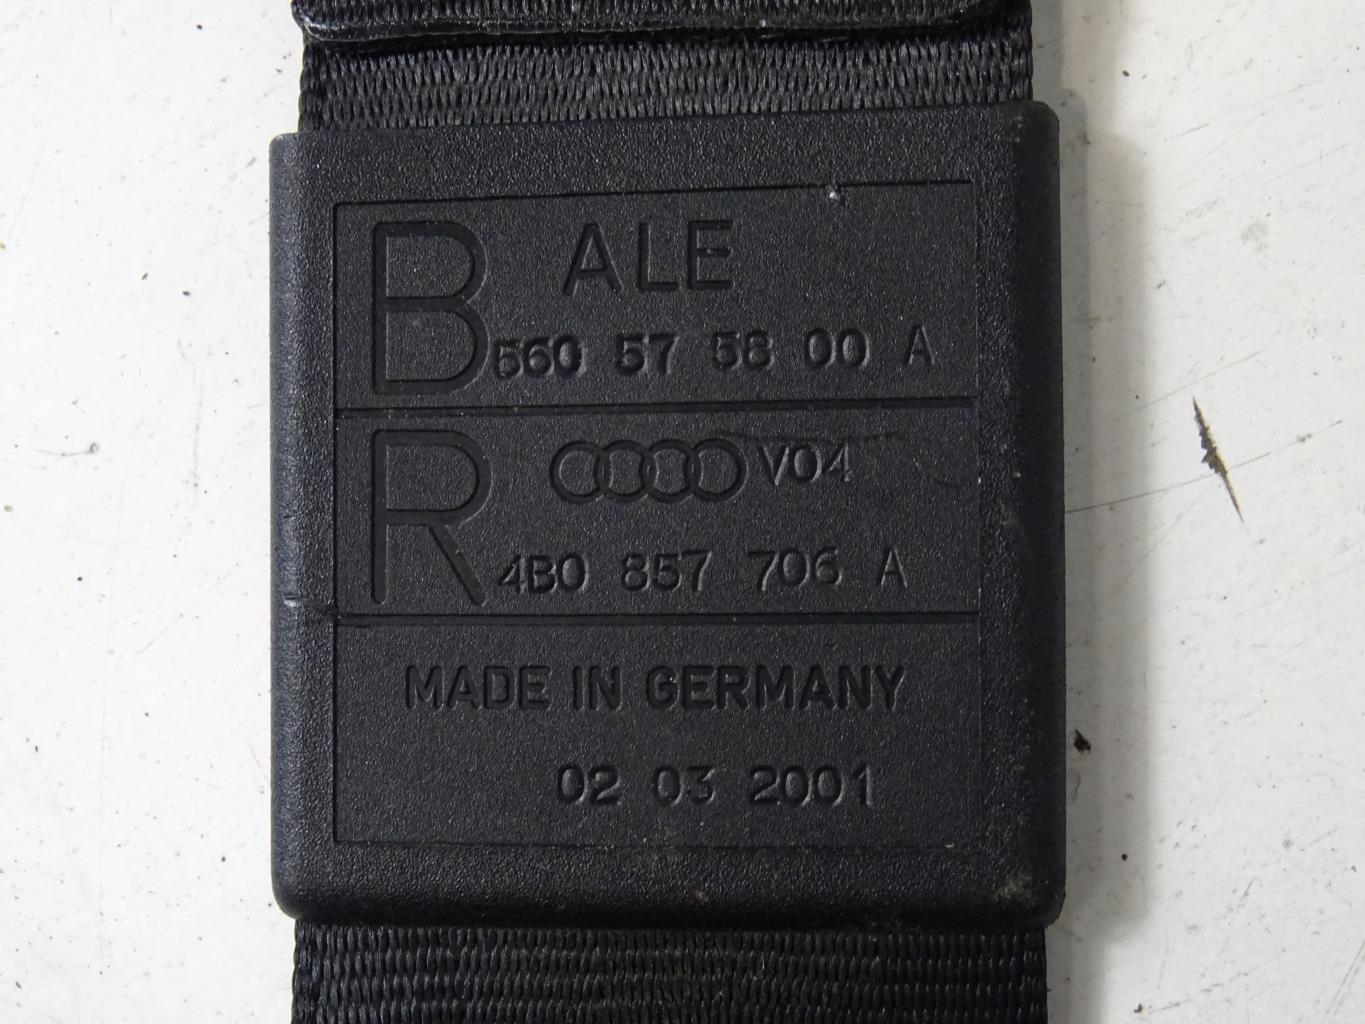 B ALE
560 57 58 00 A
R V04
4B0 857 706 A
MADE IN GERMANY
02 03 2001